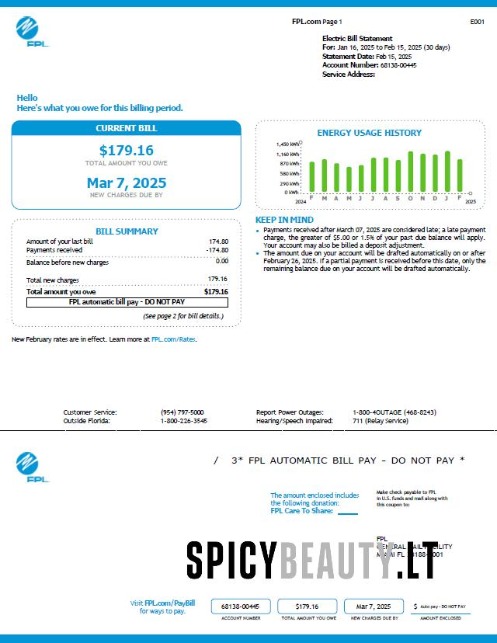 FPL.com Page 1
E001
FPL
Electric Bill Statement
For: Jan 16, 2025 to Feb 15, 2025 (30 days)
Statement Date: Feb 15, 2025
Account Number: 68138-00445
Service Address:
Hello
Here's what you owe for this billing period.
CURRENT BILL
$179.16
TOTAL AMOUNT YOU OWE
Mar 7, 2025
NEW CHARGES DUE BY
ENERGY USAGE HISTORY
1,450 kWh
1,160 kWh
870 kWh
580 kWh
290 kWh
0 kWh
F M A M J J A S O N D J F
2024
2025
BILL SUMMARY
Amount of your last bill 174.80
Payments received -174.80
Balance before new charges 0.00
Total new charges 179.16
Total amount you owe $179.16
FPL automatic bill pay - DO NOT PAY
(See page 2 for bill details.)
KEEP IN MIND
• Payments received after March 07, 2025 are considered late; a late payment
charge, the greater of $5.00 or 1.5% of your past due balance will apply.
Your account may also be billed a deposit adjustment.
• The amount due on your account will be drafted automatically on or after
February 26, 2025. If a partial payment is received before this date, only the
remaining balance due on your account will be drafted automatically.
New February rates are in effect. Learn more at FPL.com/Rates.
Customer Service: (954) 797-5000
Outside Florida: 1-800-226-3545
Report Power Outages: 1-800-4OUTAGE (468-8243)
Hearing/Speech Impaired: 711 (Relay Service)
FPL
/ 3* FPL AUTOMATIC BILL PAY - DO NOT PAY *
The amount enclosed includes
the following donation:
FPL Care To Share:
Make check payable to FPL
in U.S. funds and mail along with
this coupon to:
FPL
GENERAL MAIL FACILITY
MIAMI FL 33188-0001
SPICYBEAUTY.LT
Visit FPL.com/PayBill
for ways to pay.
68138-00445
ACCOUNT NUMBER
$179.16
TOTAL AMOUNT YOU OWE
Mar 7, 2025
NEW CHARGES DUE BY
$ Auto pay - DO NOT PAY
AMOUNT ENCLOSED